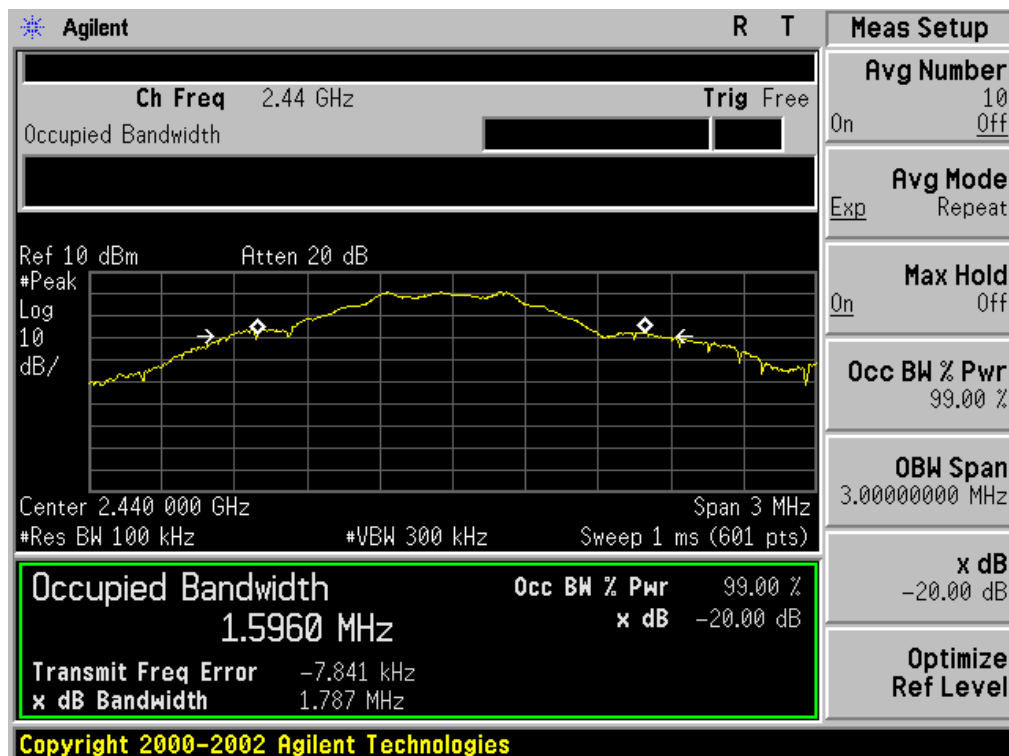 Agilent R T
Ch Freq 2.44 GHz Trig Free
Occupied Bandwidth
Ref 10 dBm Atten 20 dB
#Peak
Log
10
dB/
Center 2.440 000 GHz Span 3 MHz
#Res BW 100 kHz #VBW 300 kHz Sweep 1 ms (601 pts)
Occupied Bandwidth
1.5960 MHz
Occ BW % Pwr 99.00 %
x dB -20.00 dB
Transmit Freq Error -7.841 kHz
x dB Bandwidth 1.787 MHz
Copyright 2000-2002 Agilent Technologies
Meas Setup
Avg Number
10
On Off
Avg Mode
Exp Repeat
Max Hold
On Off
Occ BW % Pwr
99.00 %
OBW Span
3.00000000 MHz
x dB
-20.00 dB
Optimize
Ref Level